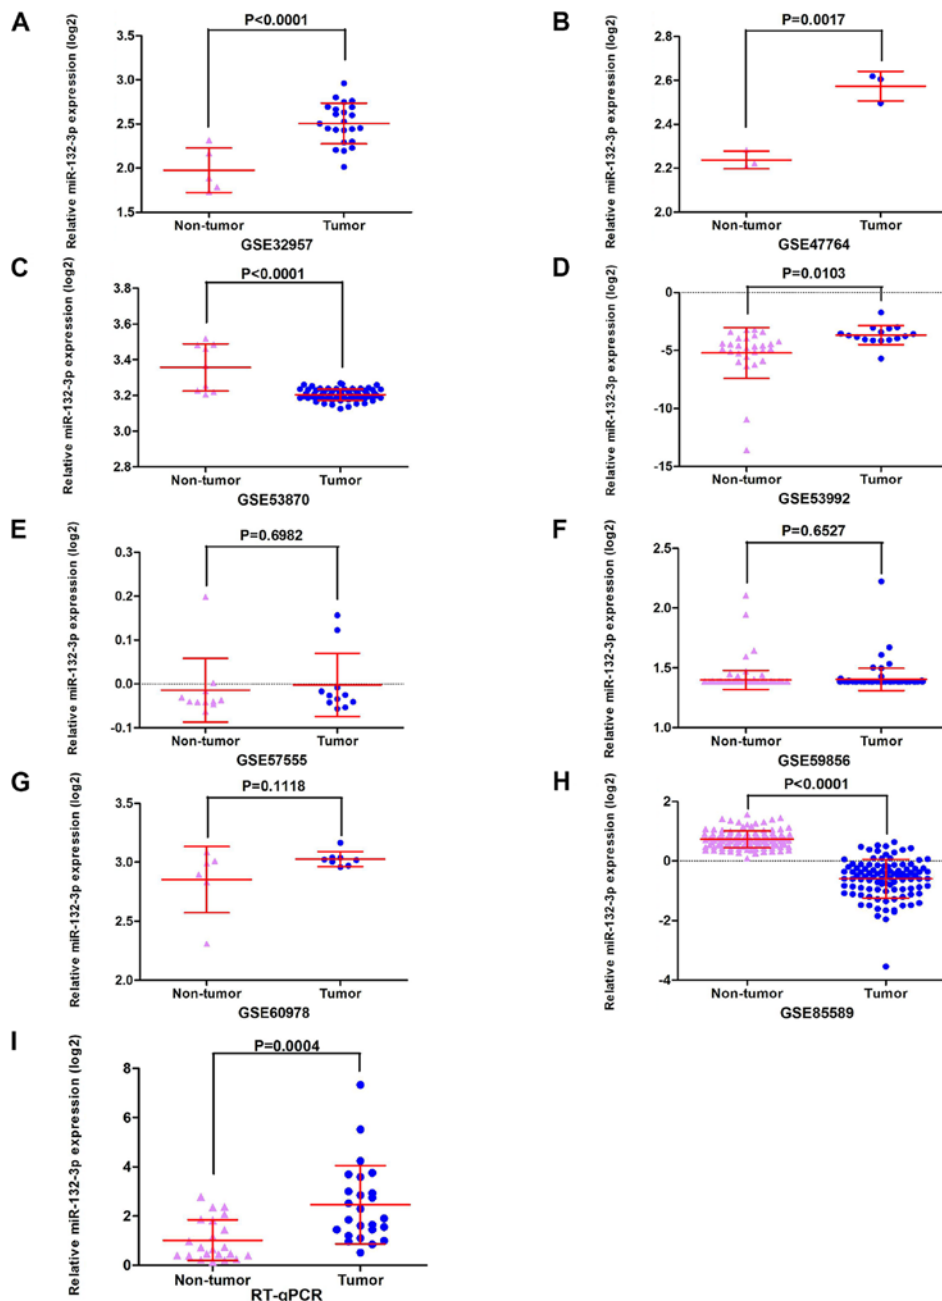 A
Relative miR-132-3p expression (log2)
P<0.0001
3.5
3.0
2.5
2.0
1.5
Non-tumor
Tumor
GSE32957
B
Relative miR-132-3p expression (log2)
P=0.0017
2.8
2.6
2.4
2.2
2.0
Non-tumor
Tumor
GSE47764
C
Relative miR-132-3p expression (log2)
P<0.0001
3.8
3.6
3.4
3.2
3.0
2.8
Non-tumor
Tumor
GSE53870
D
Relative miR-132-3p expression (log2)
P=0.0103
0
-5
-10
-15
Non-tumor
Tumor
GSE53992
E
Relative miR-132-3p expression (log2)
P=0.6982
0.3
0.2
0.1
0.0
-0.1
Non-tumor
Tumor
GSE57555
F
Relative miR-132-3p expression (log2)
P=0.6527
2.5
2.0
1.5
1.0
Non-tumor
Tumor
GSE59856
G
Relative miR-132-3p expression (log2)
P=0.1118
3.5
3.0
2.5
2.0
Non-tumor
Tumor
GSE60978
H
Relative miR-132-3p expression (log2)
P<0.0001
2
0
-2
-4
Non-tumor
Tumor
GSE85589
I
Relative miR-132-3p expression (log2)
P=0.0004
8
6
4
2
0
Non-tumor
Tumor
RT-qPCR